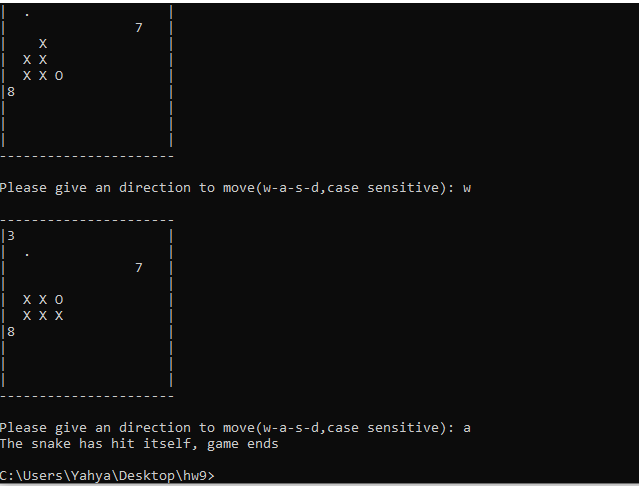 |  .                 |
|                7   |
|    X               |
|  X X               |
|  X X O             |
|8                   |
|                    |
|                    |
|                    |
----------------------
Please give an direction to move(w-a-s-d,case sensitive): w
----------------------
|3                   |
|  .                 |
|                7   |
|                    |
|  X X O             |
|  X X X             |
|8                   |
|                    |
|                    |
|                    |
----------------------
Please give an direction to move(w-a-s-d,case sensitive): a
The snake has hit itself, game ends
C:\Users\Yahya\Desktop\hw9>